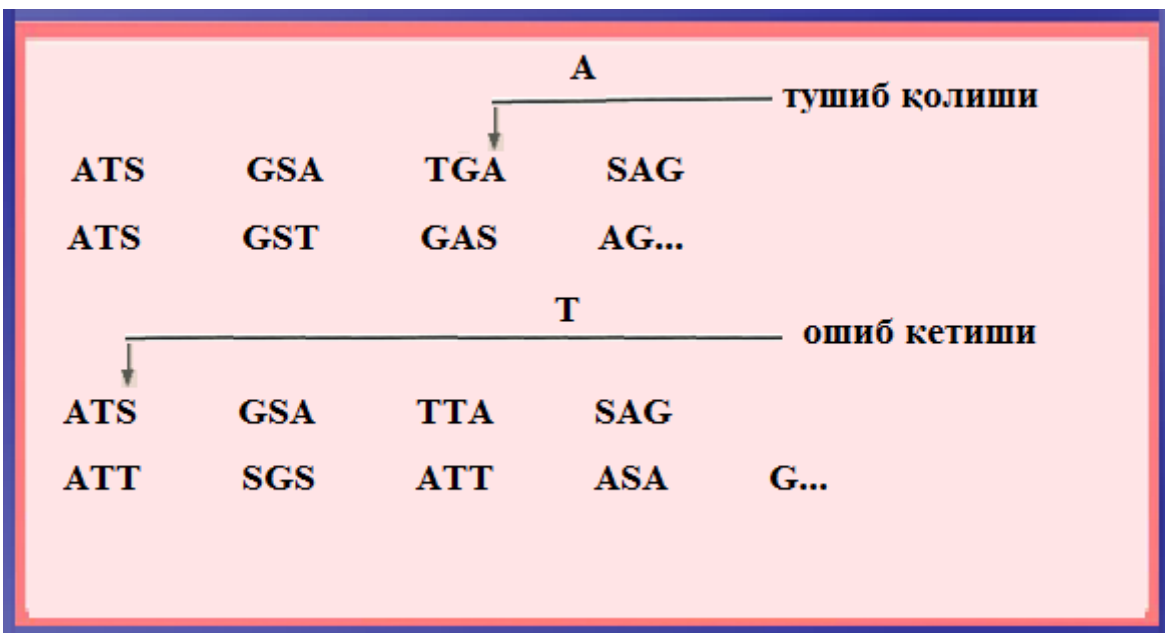 А
тушиб қолиши
ATS GSA TGA SAG
ATS GST GAS AG...
Т
ошиб кетиши
ATS GSA TTA SAG
ATT SGS ATT ASA G...